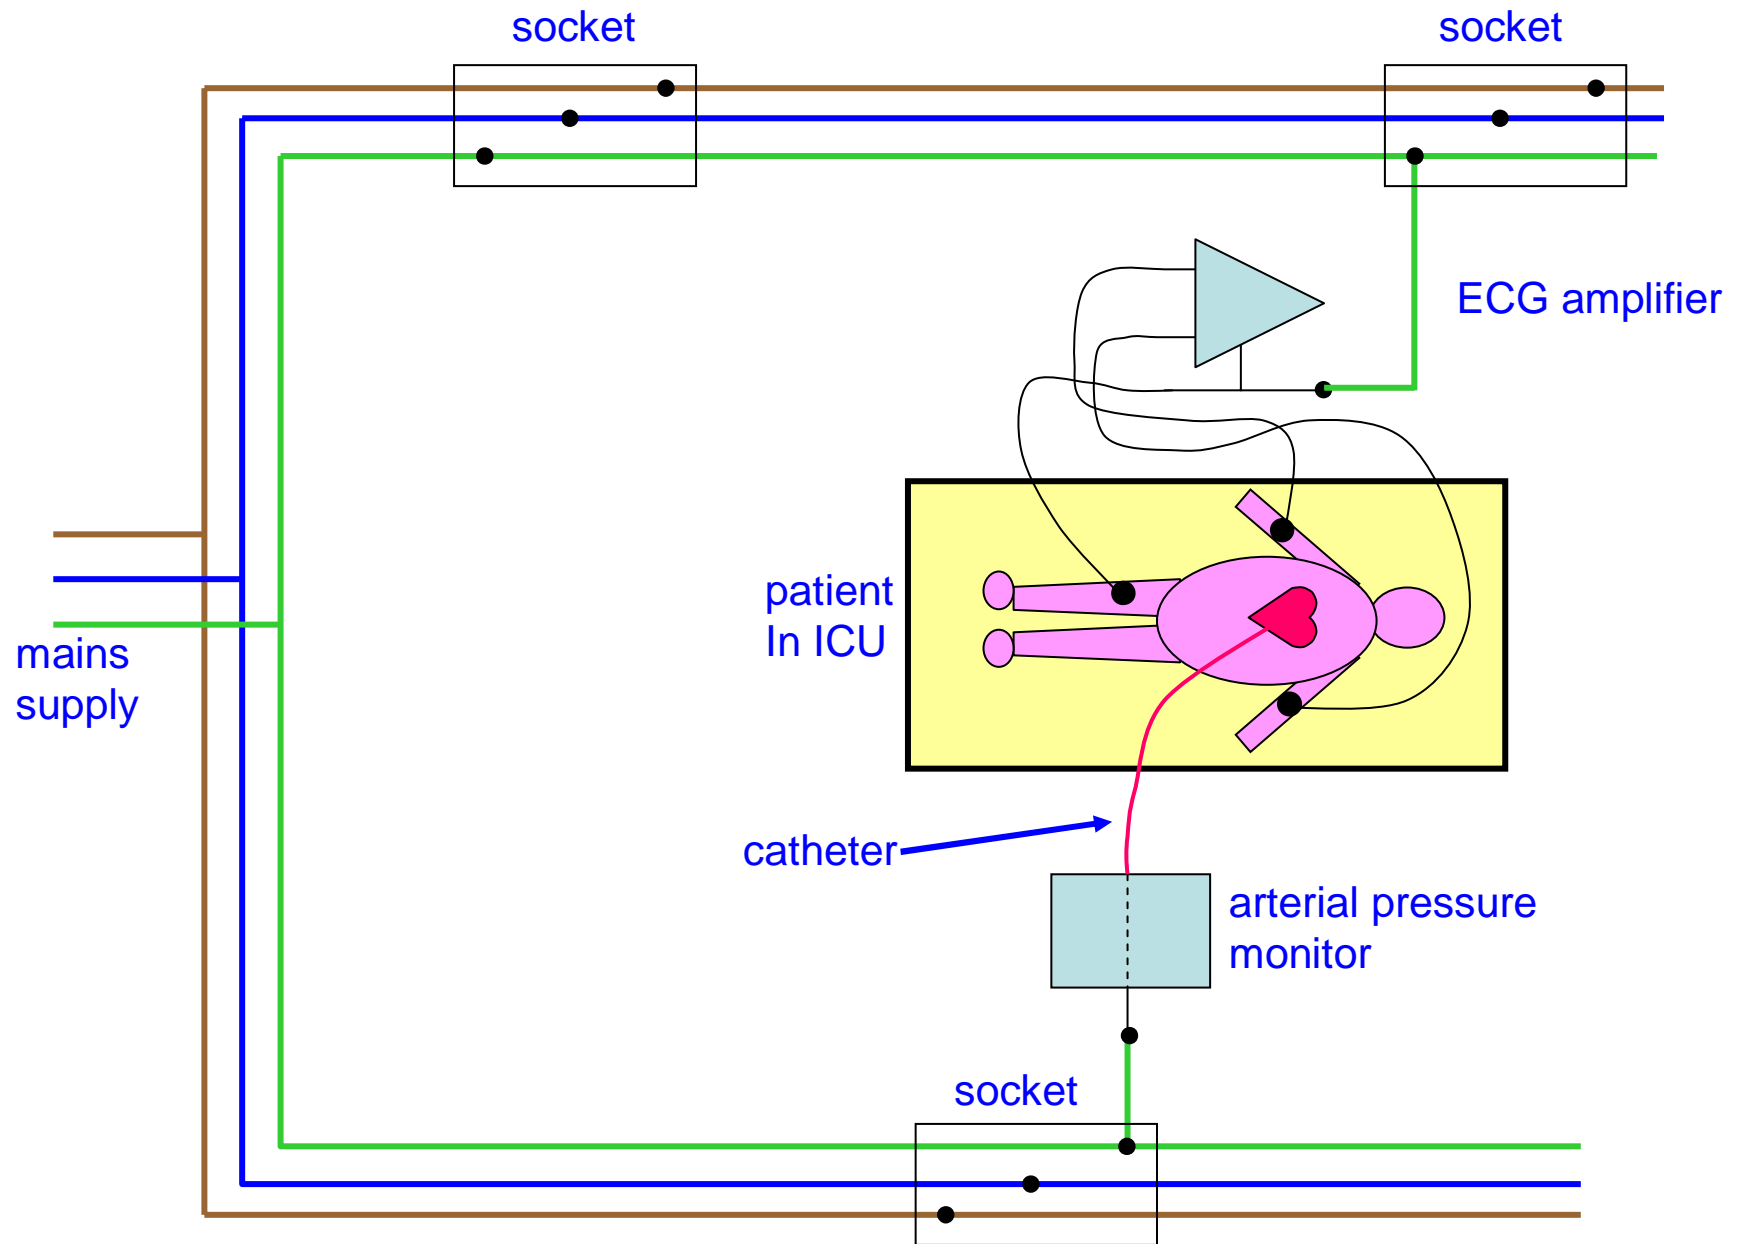 socket
socket
ECG amplifier
patient
In ICU
mains
supply
catheter
arterial pressure
monitor
socket